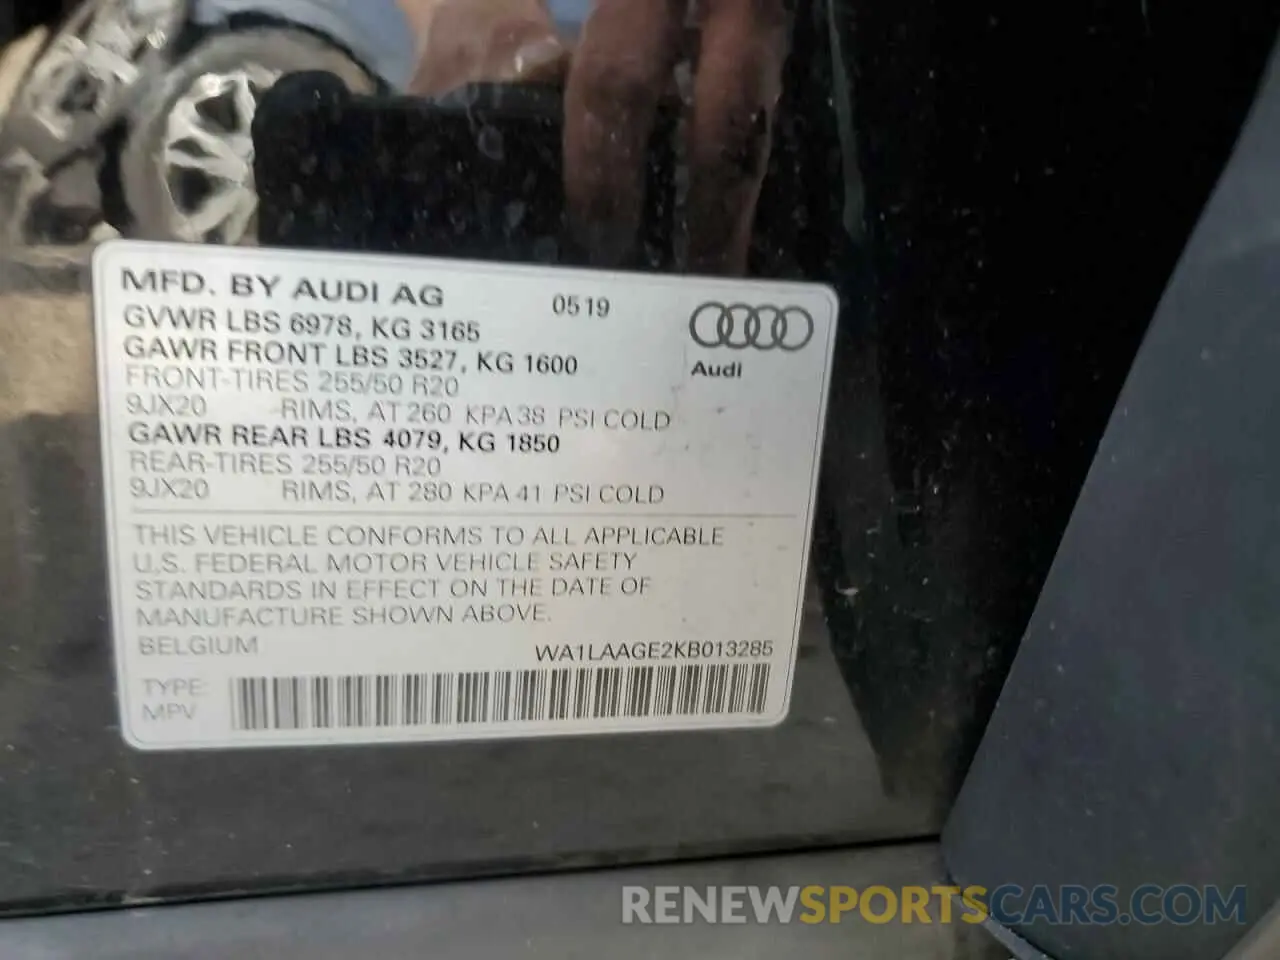 MFD. BY AUDI AG 0519
GVWR LBS 6978, KG 3165
GAWR FRONT LBS 3527, KG 1600
FRONT-TIRES 255/50 R20
9JX20 RIMS, AT 260 KPA 38 PSI COLD
GAWR REAR LBS 4079, KG 1850
REAR-TIRES 255/50 R20
9JX20 RIMS, AT 280 KPA 41 PSI COLD
Audi
THIS VEHICLE CONFORMS TO ALL APPLICABLE
U.S. FEDERAL MOTOR VEHICLE SAFETY
STANDARDS IN EFFECT ON THE DATE OF
MANUFACTURE SHOWN ABOVE.
BELGIUM WA1LAAGE2KB013285
TYPE:
MPV
RENEWSPORTSCARS.COM